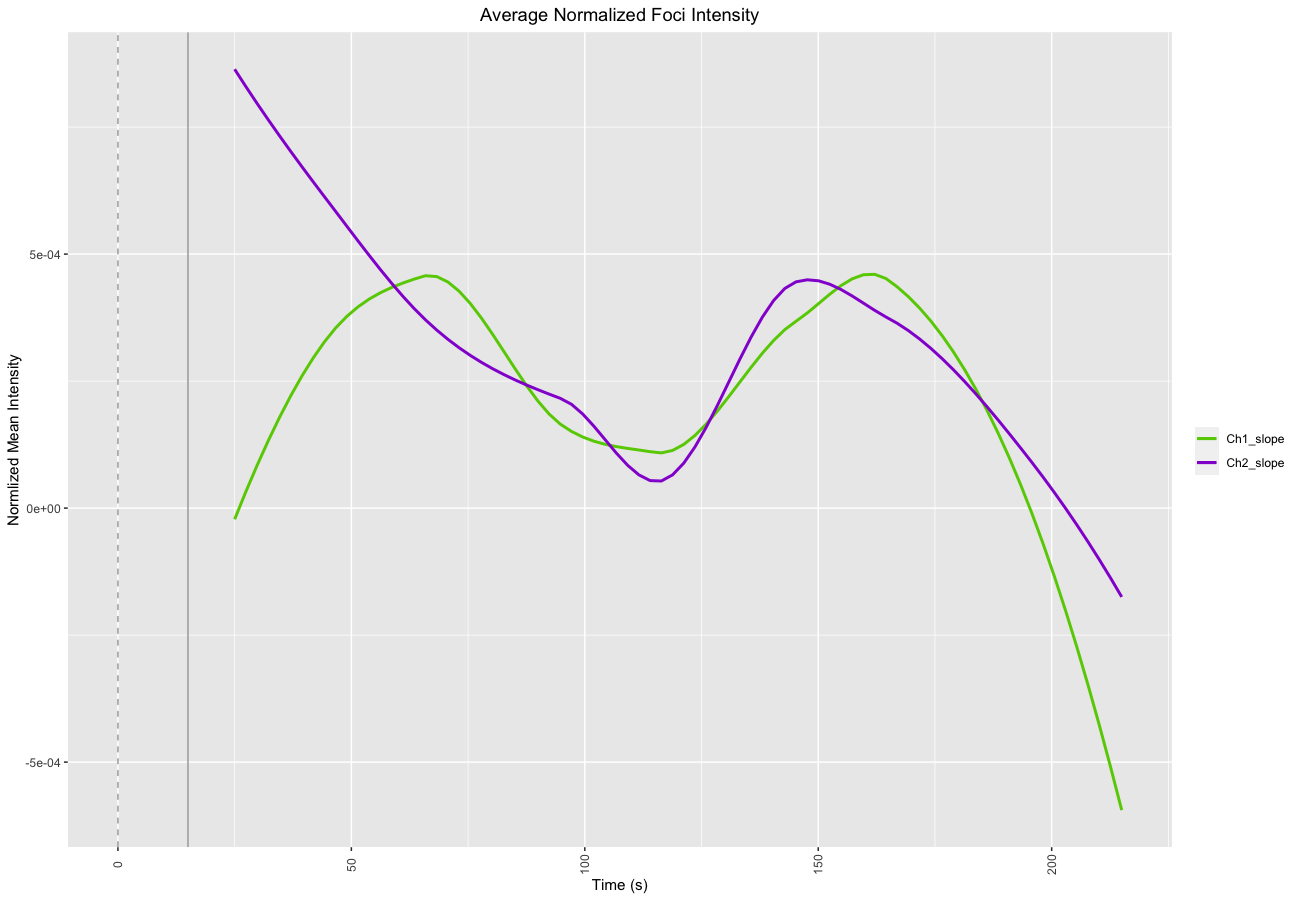 Average Normalized Foci Intensity
Normlized Mean Intensity
5e-04
0e+00
-5e-04
0
50
100
150
200
Time (s)
Ch1_slope
Ch2_slope